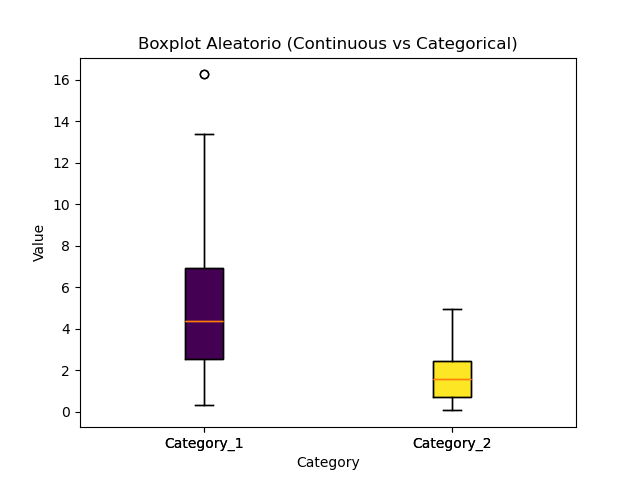 Boxplot Aleatorio (Continuous vs Categorical)
16
14
12
10
8
6
4
2
0
Value
Category_1
Category_2
Category